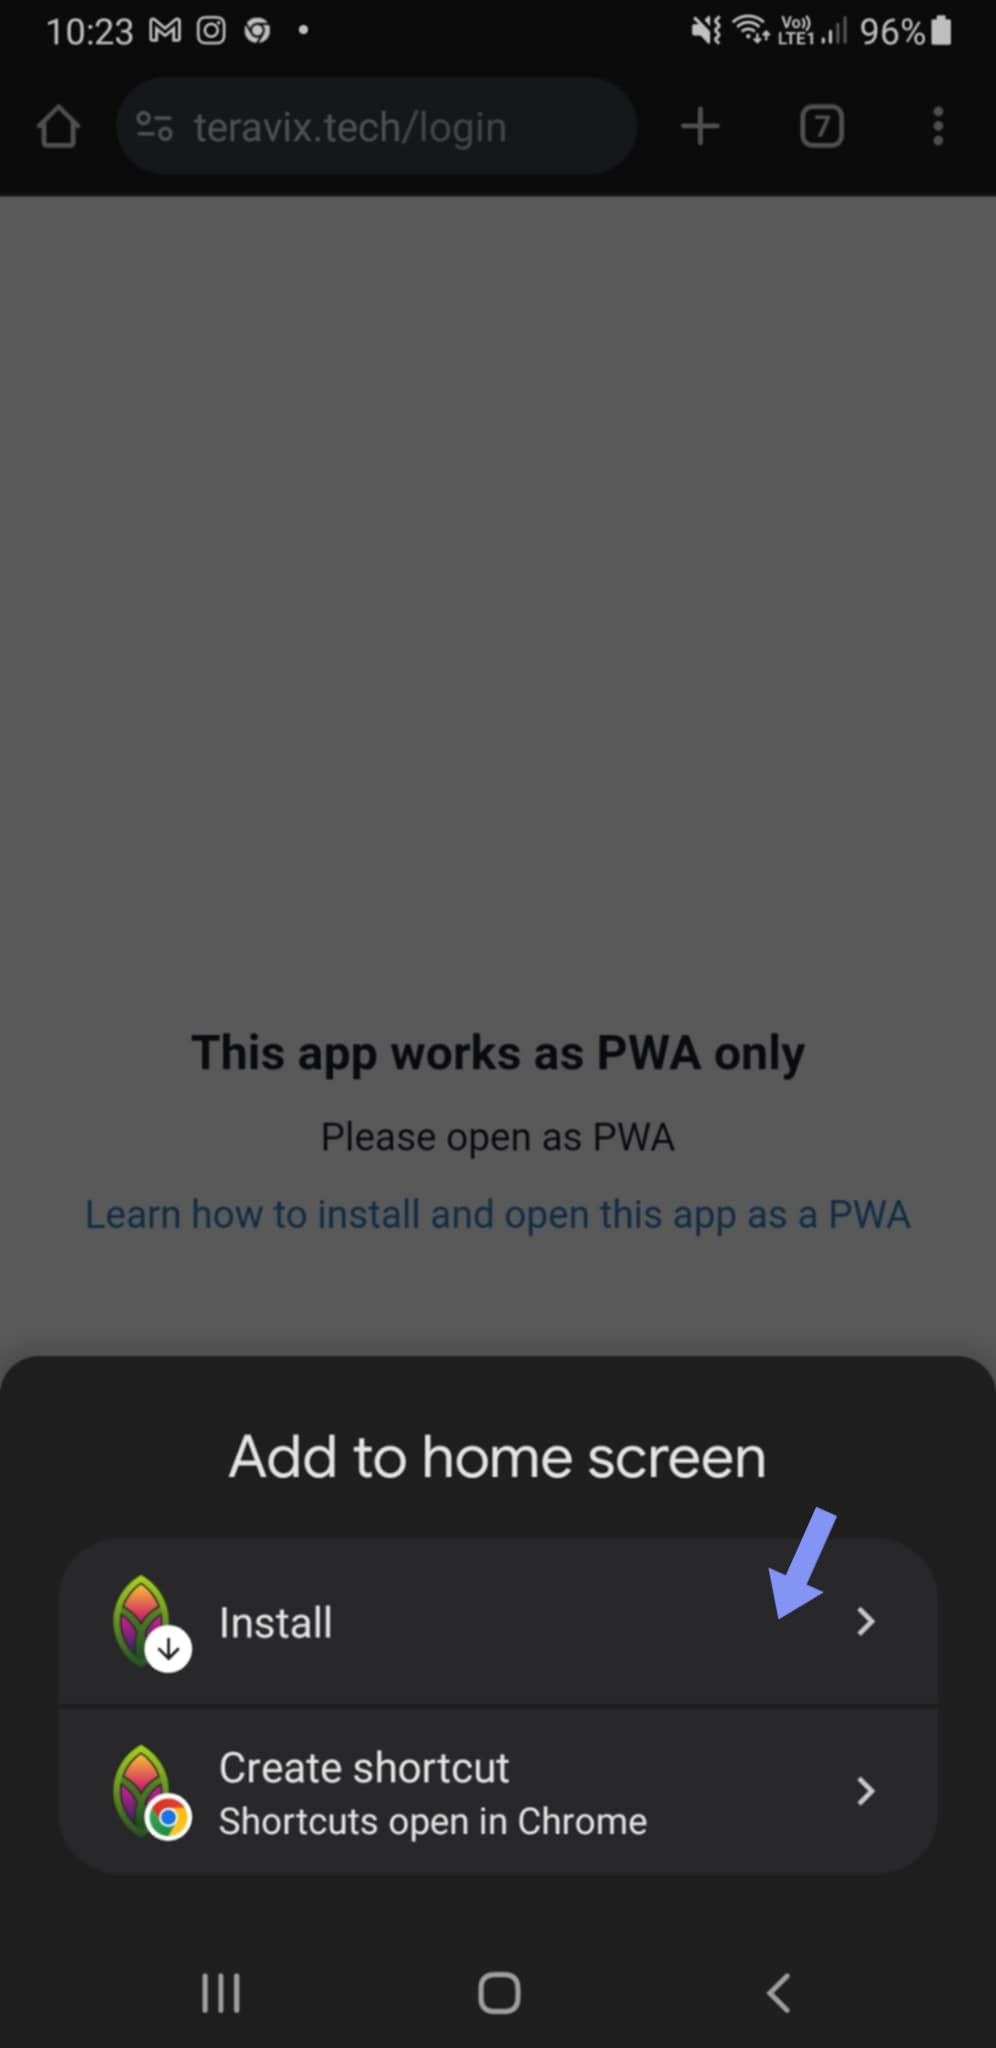 10:23
Vo)) LTE1
96%
teravix.tech/login
7
This app works as PWA only
Please open as PWA
Learn how to install and open this app as a PWA
Add to home screen
Install
Create shortcut
Shortcuts open in Chrome